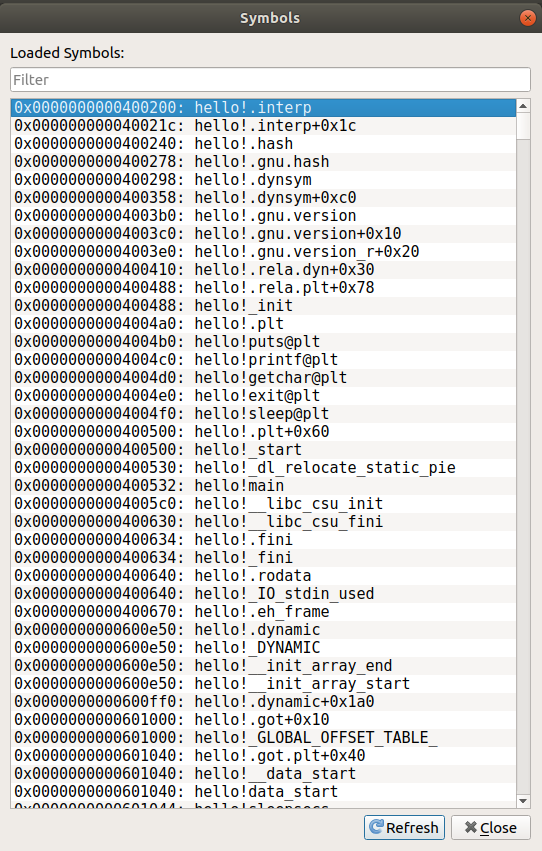 Symbols
Loaded Symbols:
Filter
0x0000000000400200: hello!.interp
0x000000000040021c: hello!.interp+0x1c
0x0000000000400240: hello!.hash
0x0000000000400278: hello!.gnu.hash
0x0000000000400298: hello!.dynsym
0x0000000000400358: hello!.dynsym+0xc0
0x00000000004003b0: hello!.gnu.version
0x00000000004003c0: hello!.gnu.version+0x10
0x00000000004003e0: hello!.gnu.version_r+0x20
0x0000000000400410: hello!.rela.dyn+0x30
0x0000000000400488: hello!.rela.plt+0x78
0x0000000000400488: hello!_init
0x00000000004004a0: hello!.plt
0x00000000004004b0: hello!puts@plt
0x00000000004004c0: hello!printf@plt
0x00000000004004d0: hello!getchar@plt
0x00000000004004e0: hello!exit@plt
0x00000000004004f0: hello!sleep@plt
0x0000000000400500: hello!.plt+0x60
0x0000000000400500: hello!_start
0x0000000000400530: hello!_dl_relocate_static_pie
0x0000000000400532: hello!main
0x00000000004005c0: hello!__libc_csu_init
0x0000000000400630: hello!__libc_csu_fini
0x0000000000400634: hello!.fini
0x0000000000400634: hello!_fini
0x0000000000400640: hello!.rodata
0x0000000000400640: hello!_IO_stdin_used
0x0000000000400670: hello!.eh_frame
0x0000000000600e50: hello!.dynamic
0x0000000000600e50: hello!_DYNAMIC
0x0000000000600e50: hello!__init_array_end
0x0000000000600e50: hello!__init_array_start
0x0000000000600ff0: hello!.dynamic+0x1a0
0x0000000000601000: hello!.got+0x10
0x0000000000601000: hello!_GLOBAL_OFFSET_TABLE_
0x0000000000601040: hello!.got.plt+0x40
0x0000000000601040: hello!__data_start
0x0000000000601040: hello!data_start
0x0000000000601044: hello!sleepsecs
Refresh
Close